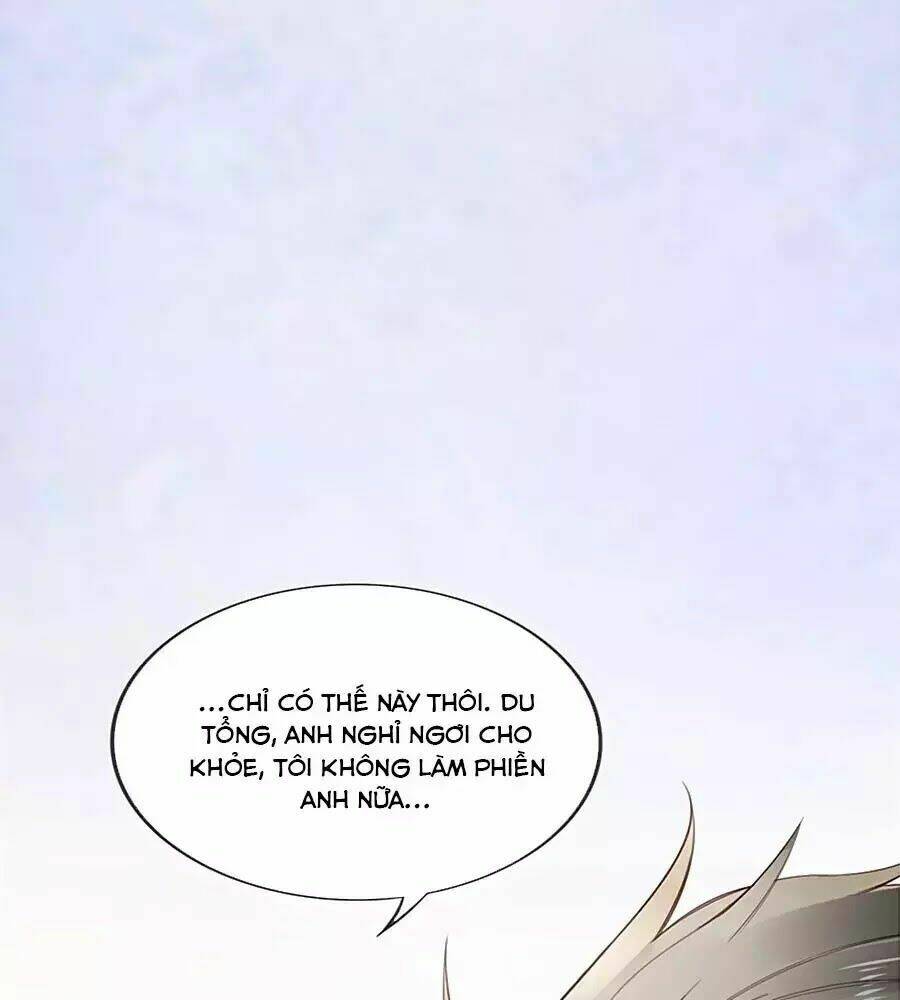 ...CHỈ CÓ THẾ NÀY THÔI. DU
TỔNG, ANH NGHỈ NGƠI CHO
KHỎE, TÔI KHÔNG LÀM PHIỀN
ANH NỮA...